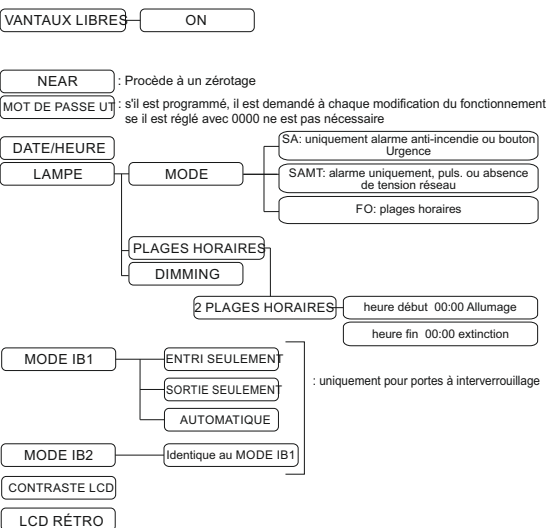 VANTAUX LIBRES
ON
NEAR
: Procède à un zérotage
MOT DE PASSE UT
: s'il est programmé, il est demandé à chaque modification du fonctionnement
se il est réglé avec 0000 ne est pas nécessaire
DATE/HEURE
LAMPE
MODE
SA: uniquement alarme anti-incendie ou bouton
Urgence
SAMT: alarme uniquement, puls. ou absence
de tension réseau
FO: plages horaires
PLAGES HORAIRES
DIMMING
2 PLAGES HORAIRES
heure début 00:00 Allumage
heure fin 00:00 extinction
MODE IB1
ENTRI SEULEMENT
SORTIE SEULEMENT
AUTOMATIQUE
: uniquement pour portes à interverrouillage
MODE IB2
Identique au MODE IB1
CONTRASTE LCD
LCD RÉTRO